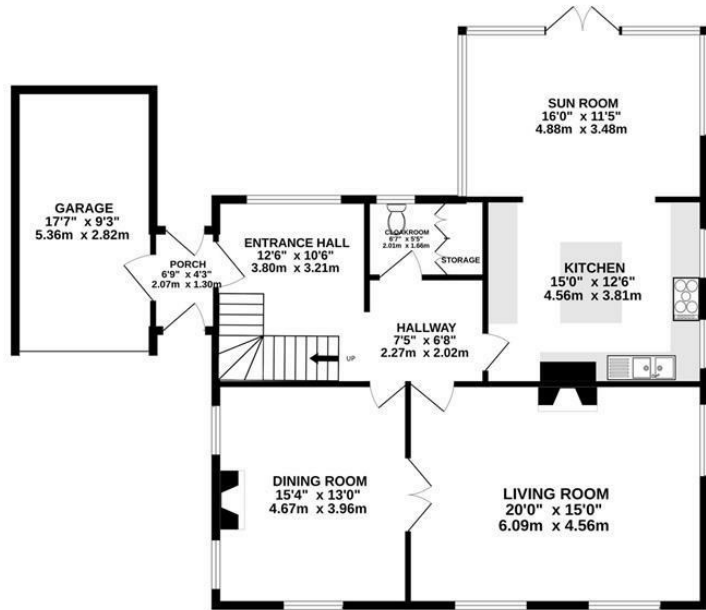 SUN ROOM
16'0" x 11'5"
4.88m x 3.48m
GARAGE
17'7" x 9'3"
5.36m x 2.82m
PORCH
6'9" x 4'3"
2.07m x 1.30m
ENTRANCE HALL
12'6" x 10'6"
3.80m x 3.21m
CLOAKROOM
6'7" x 5'5"
2.01m x 1.66m
STORAGE
KITCHEN
15'0" x 12'6"
4.56m x 3.81m
HALLWAY
7'5" x 6'8"
2.27m x 2.02m
UP
DINING ROOM
15'4" x 13'0"
4.67m x 3.96m
LIVING ROOM
20'0" x 15'0"
6.09m x 4.56m